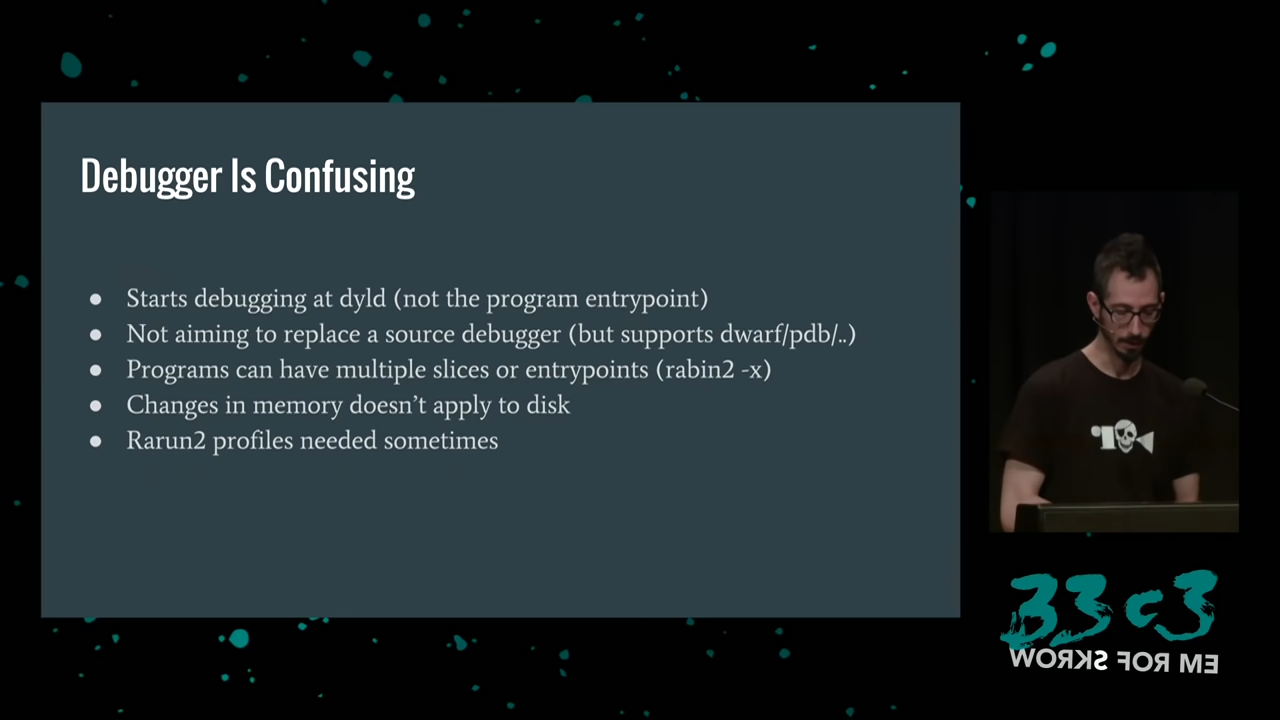 Debugger Is Confusing
● Starts debugging at dyld (not the program entrypoint)
● Not aiming to replace a source debugger (but supports dwarf/pdb/..)
● Programs can have multiple slices or entrypoints (rabin2 -x)
● Changes in memory doesn’t apply to disk
● Rarun2 profiles needed sometimes
33c3
WORKS FOR ME